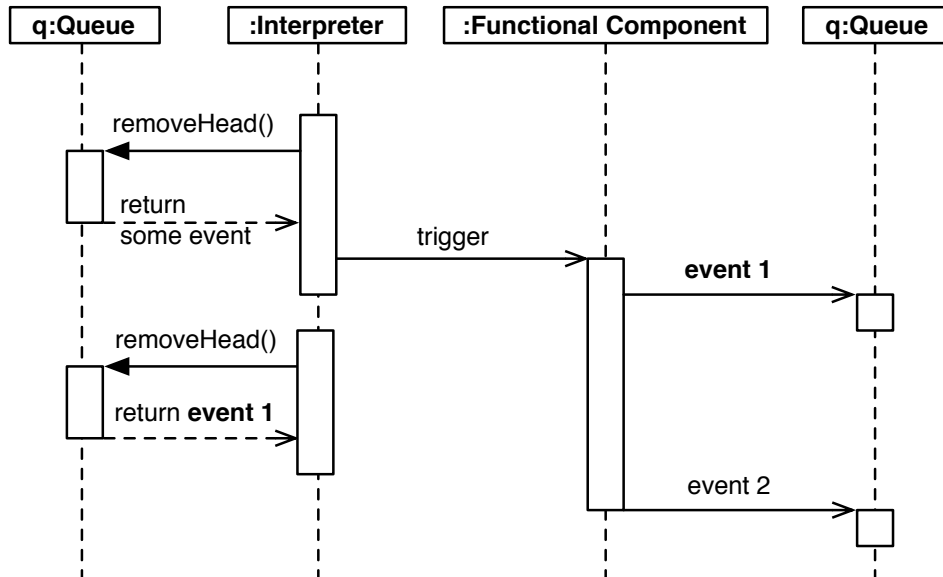 q:Queue
:Interpreter
:Functional Component
q:Queue
removeHead()
return
some event
trigger
event 1
removeHead()
return event 1
event 2